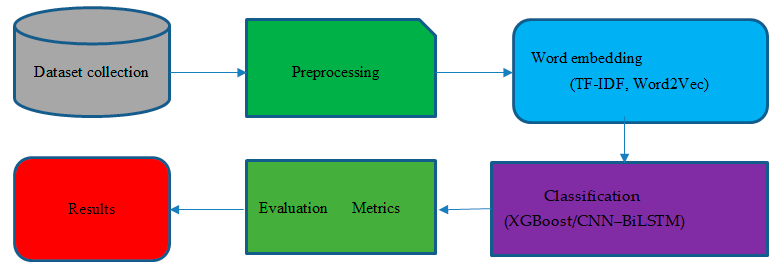 Dataset collection
Preprocessing
Word embedding
(TF-IDF, Word2Vec)
Classification
(XGBoost/CNN–BiLSTM)
Evaluation Metrics
Results